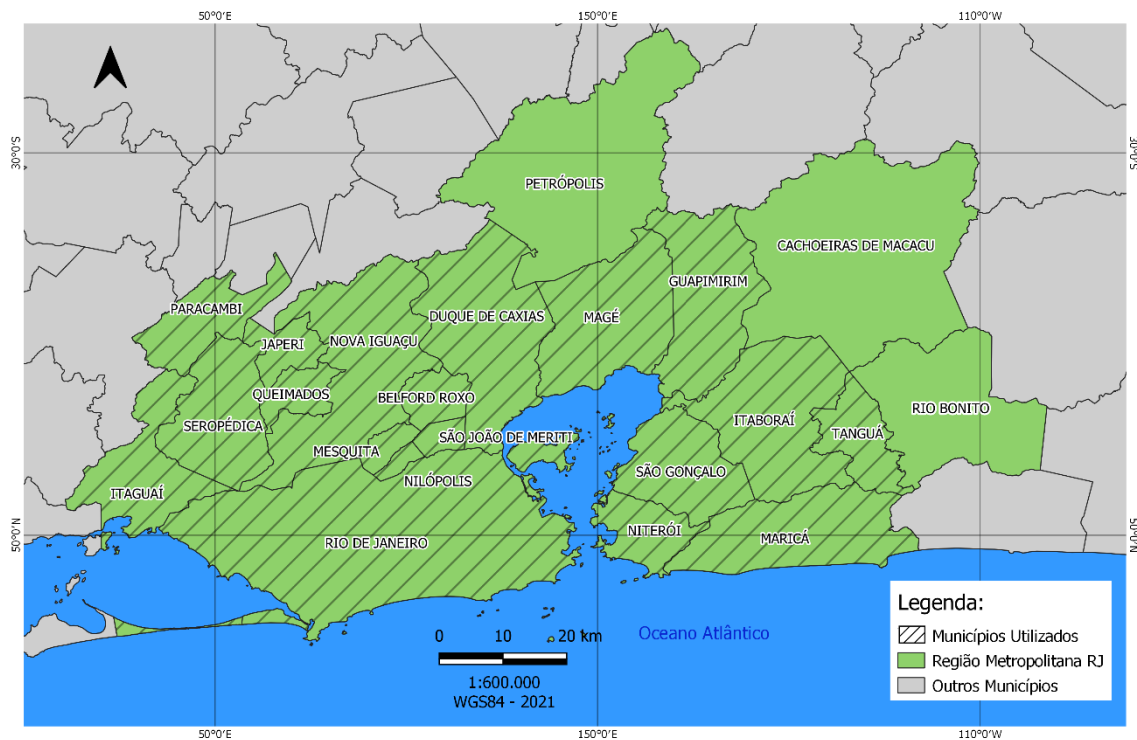 50°0'E
150°0'E
110°0'W
30°0'S
30°0'S
PETRÓPOLIS
CACHOEIRAS DE MACACU
GUAPIMIRIM
PARACAMBI
DUQUE DE CAXIAS
MAGÉ
JAPERI
NOVA IGUAÇU
QUEIMADOS
BELFORD ROXO
RIO BONITO
SEROPÉDICA
ITABORAÍ
TANGUÁ
SÃO JOÃO DE MERITI
MESQUITA
SÃO GONÇALO
NILÓPOLIS
ITAGUAÍ
NITERÓI
MARICÁ
RIO DE JANEIRO
50°0'N
50°0'N
Legenda:
Municípios Utilizados
Região Metropolitana RJ
Outros Municípios
0 10 20 km
Oceano Atlântico
1:600.000
WGS84 - 2021
50°0'E
150°0'E
110°0'W